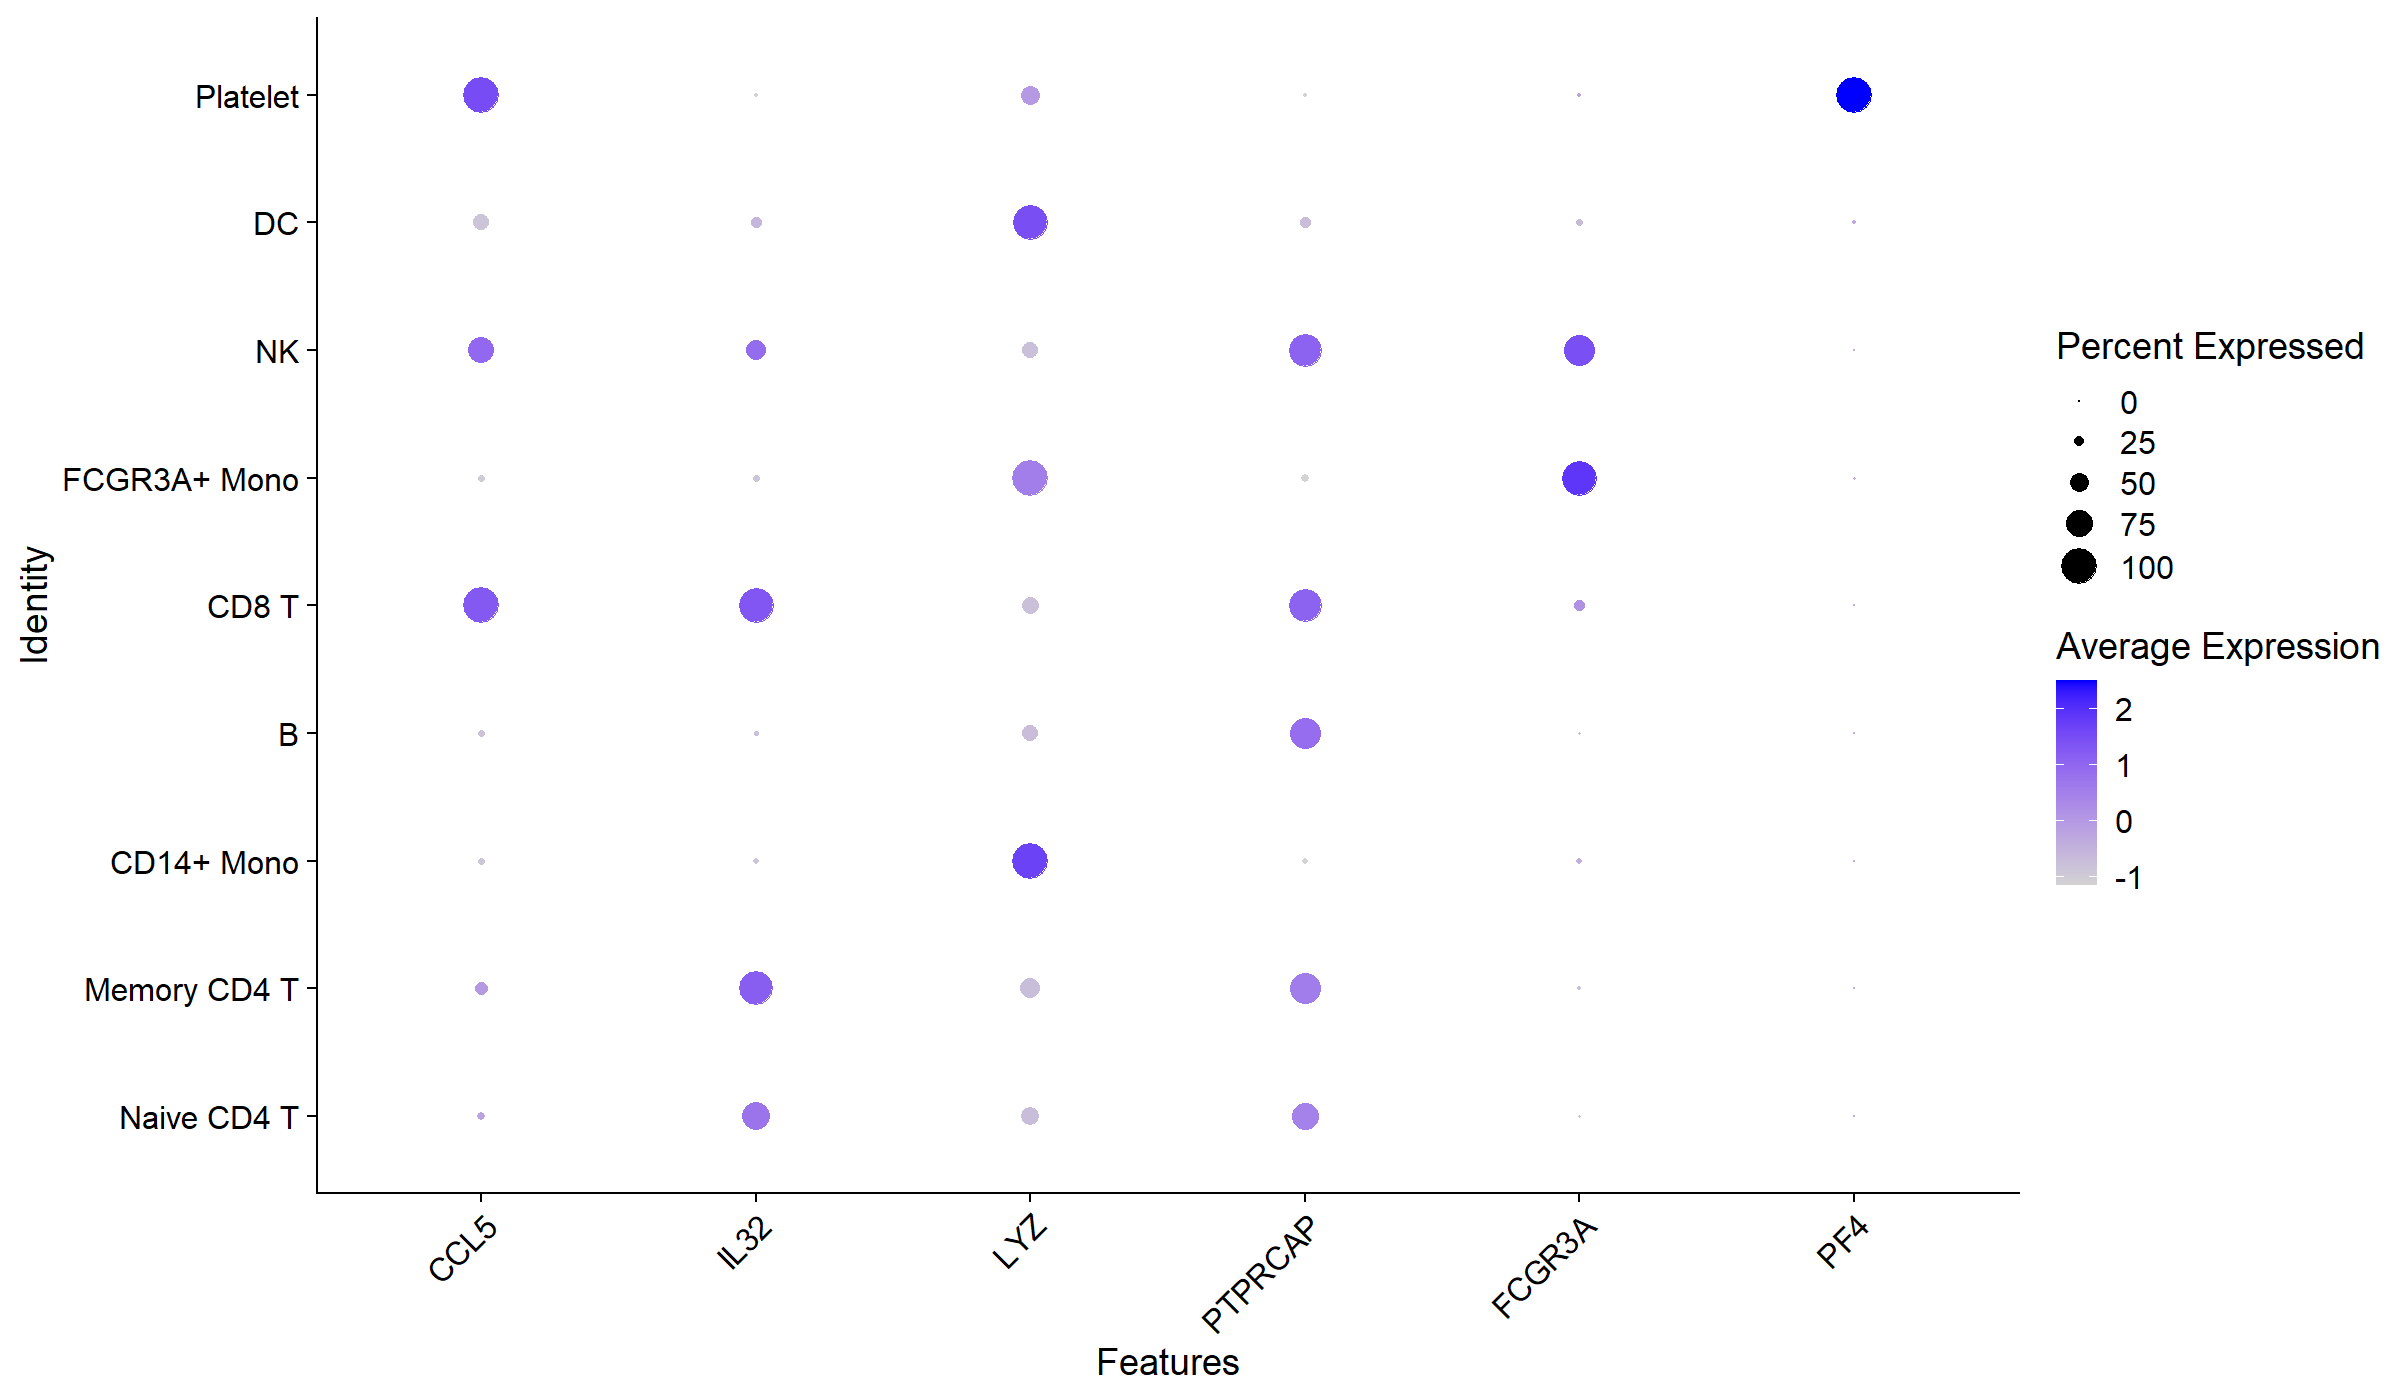 Platelet
DC
NK
FCGR3A+ Mono
CD8 T
B
CD14+ Mono
Memory CD4 T
Naive CD4 T
Identity
CCL5
IL32
LYZ
PTPRCAP
FCGR3A
PF4
Features
Percent Expressed
0
25
50
75
100
Average Expression
2
1
0
-1